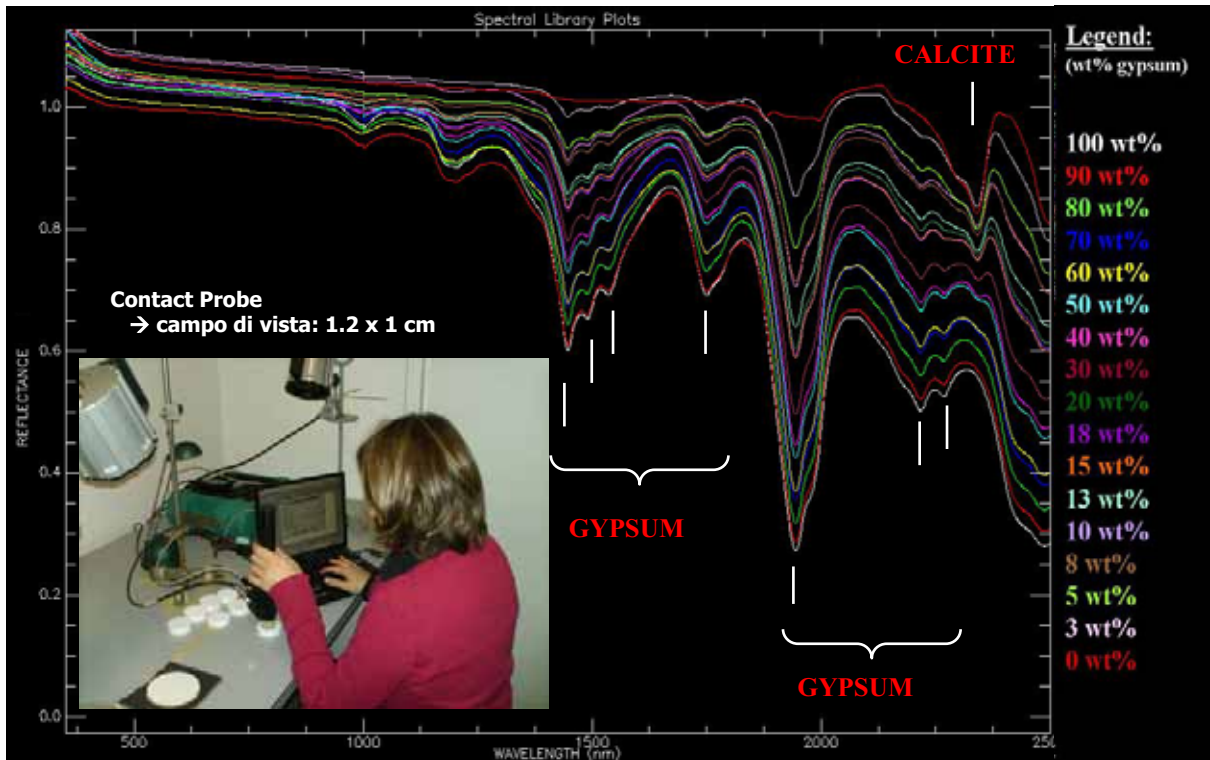 Spectral Library Plots
CALCITE
Legend:
(wt% gypsum)
100 wt%
90 wt%
80 wt%
70 wt%
60 wt%
50 wt%
40 wt%
30 wt%
20 wt%
18 wt%
15 wt%
13 wt%
10 wt%
8 wt%
5 wt%
3 wt%
0 wt%
1.0
0.8
0.6
0.4
0.2
0.0
REFLECTANCE
Contact Probe
→ campo di vista: 1.2 x 1 cm
GYPSUM
GYPSUM
500
1000
1500
2000
250
WAVELENGTH (nm)